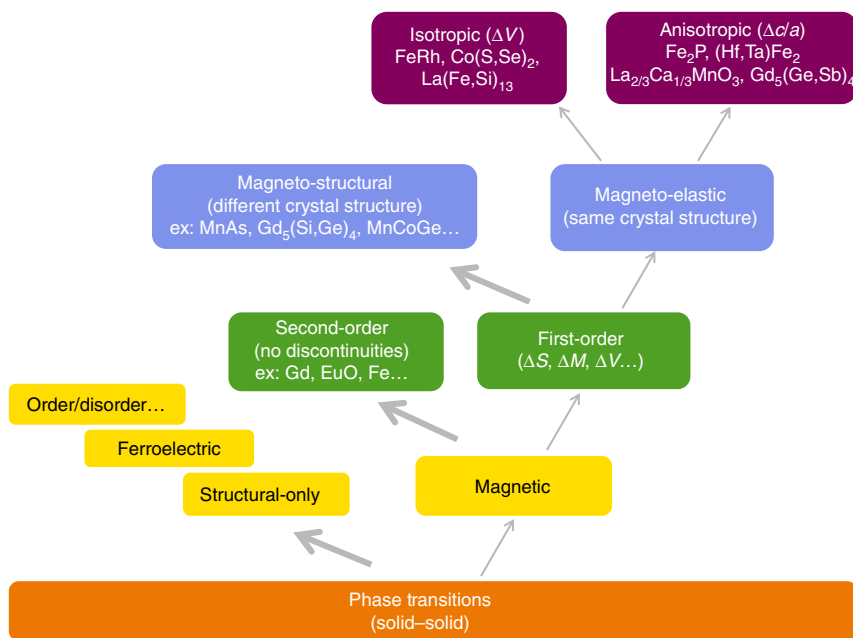 Isotropic (ΔV)
FeRh, Co(S,Se)₂,
La(Fe,Si)₁₃
Anisotropic (Δc/a)
Fe₂P, (Hf,Ta)Fe₂
La₂/₃Ca₁/₃MnO₃, Gd₅(Ge,Sb)₄
Magneto-structural
(different crystal structure)
ex: MnAs, Gd₅(Si,Ge)₄, MnCoGe…
Magneto-elastic
(same crystal structure)
Second-order
(no discontinuities)
ex: Gd, EuO, Fe…
First-order
(ΔS, ΔM, ΔV…)
Order/disorder…
Ferroelectric
Structural-only
Magnetic
Phase transitions
(solid–solid)